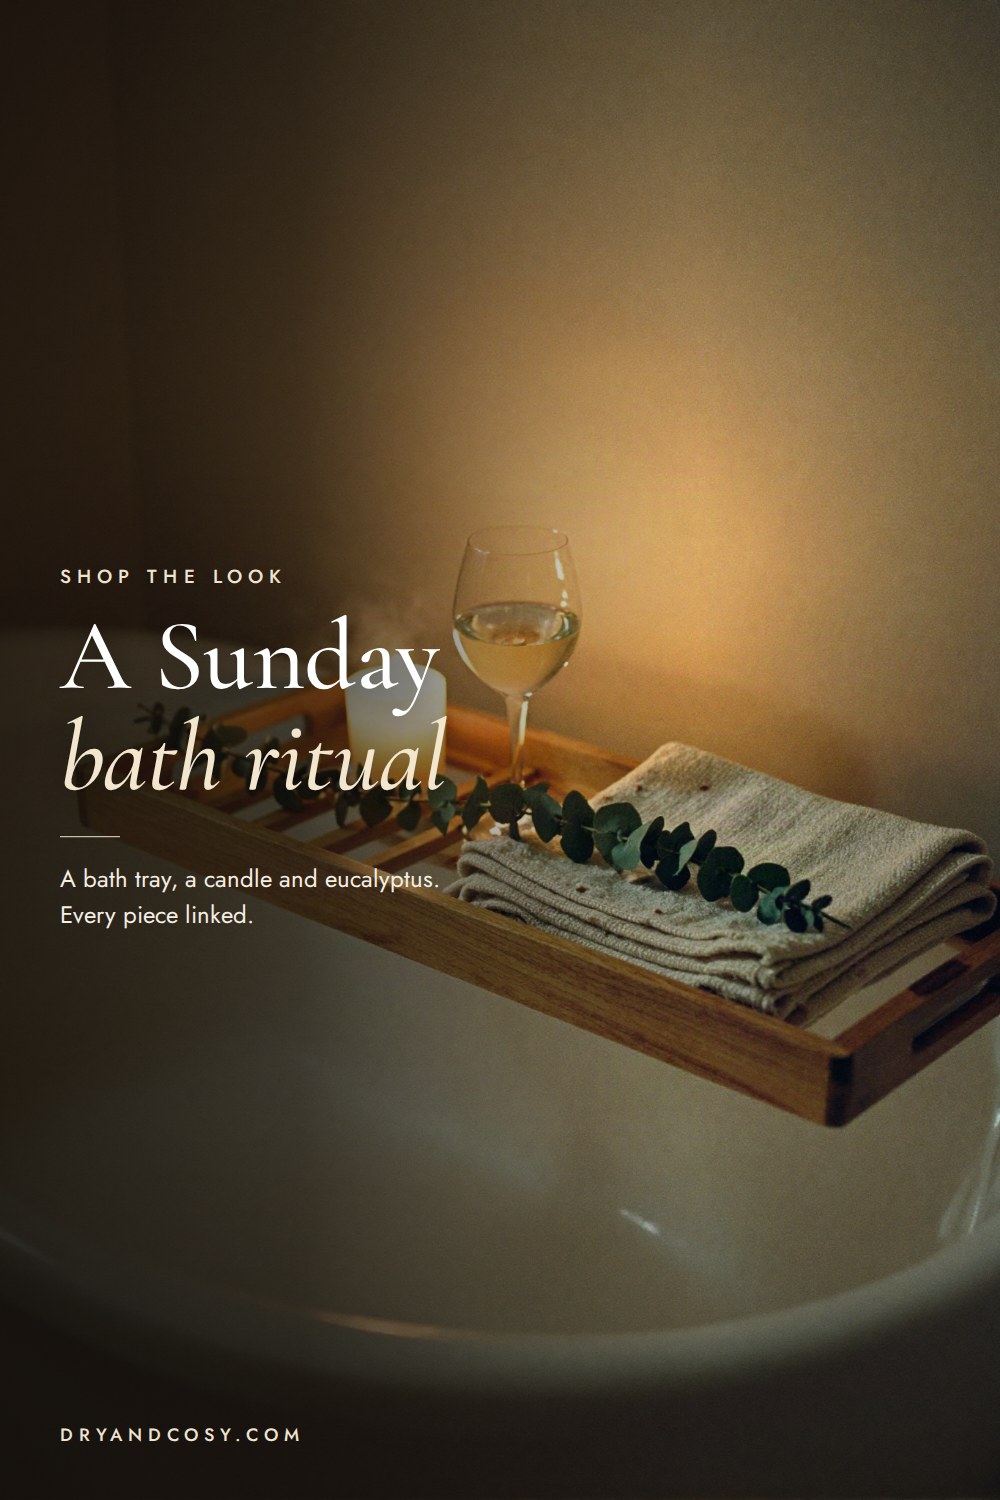 SHOP THE LOOK
A Sunday
bath ritual
A bath tray, a candle and eucalyptus.
Every piece linked.
DRYANDCOSY.COM